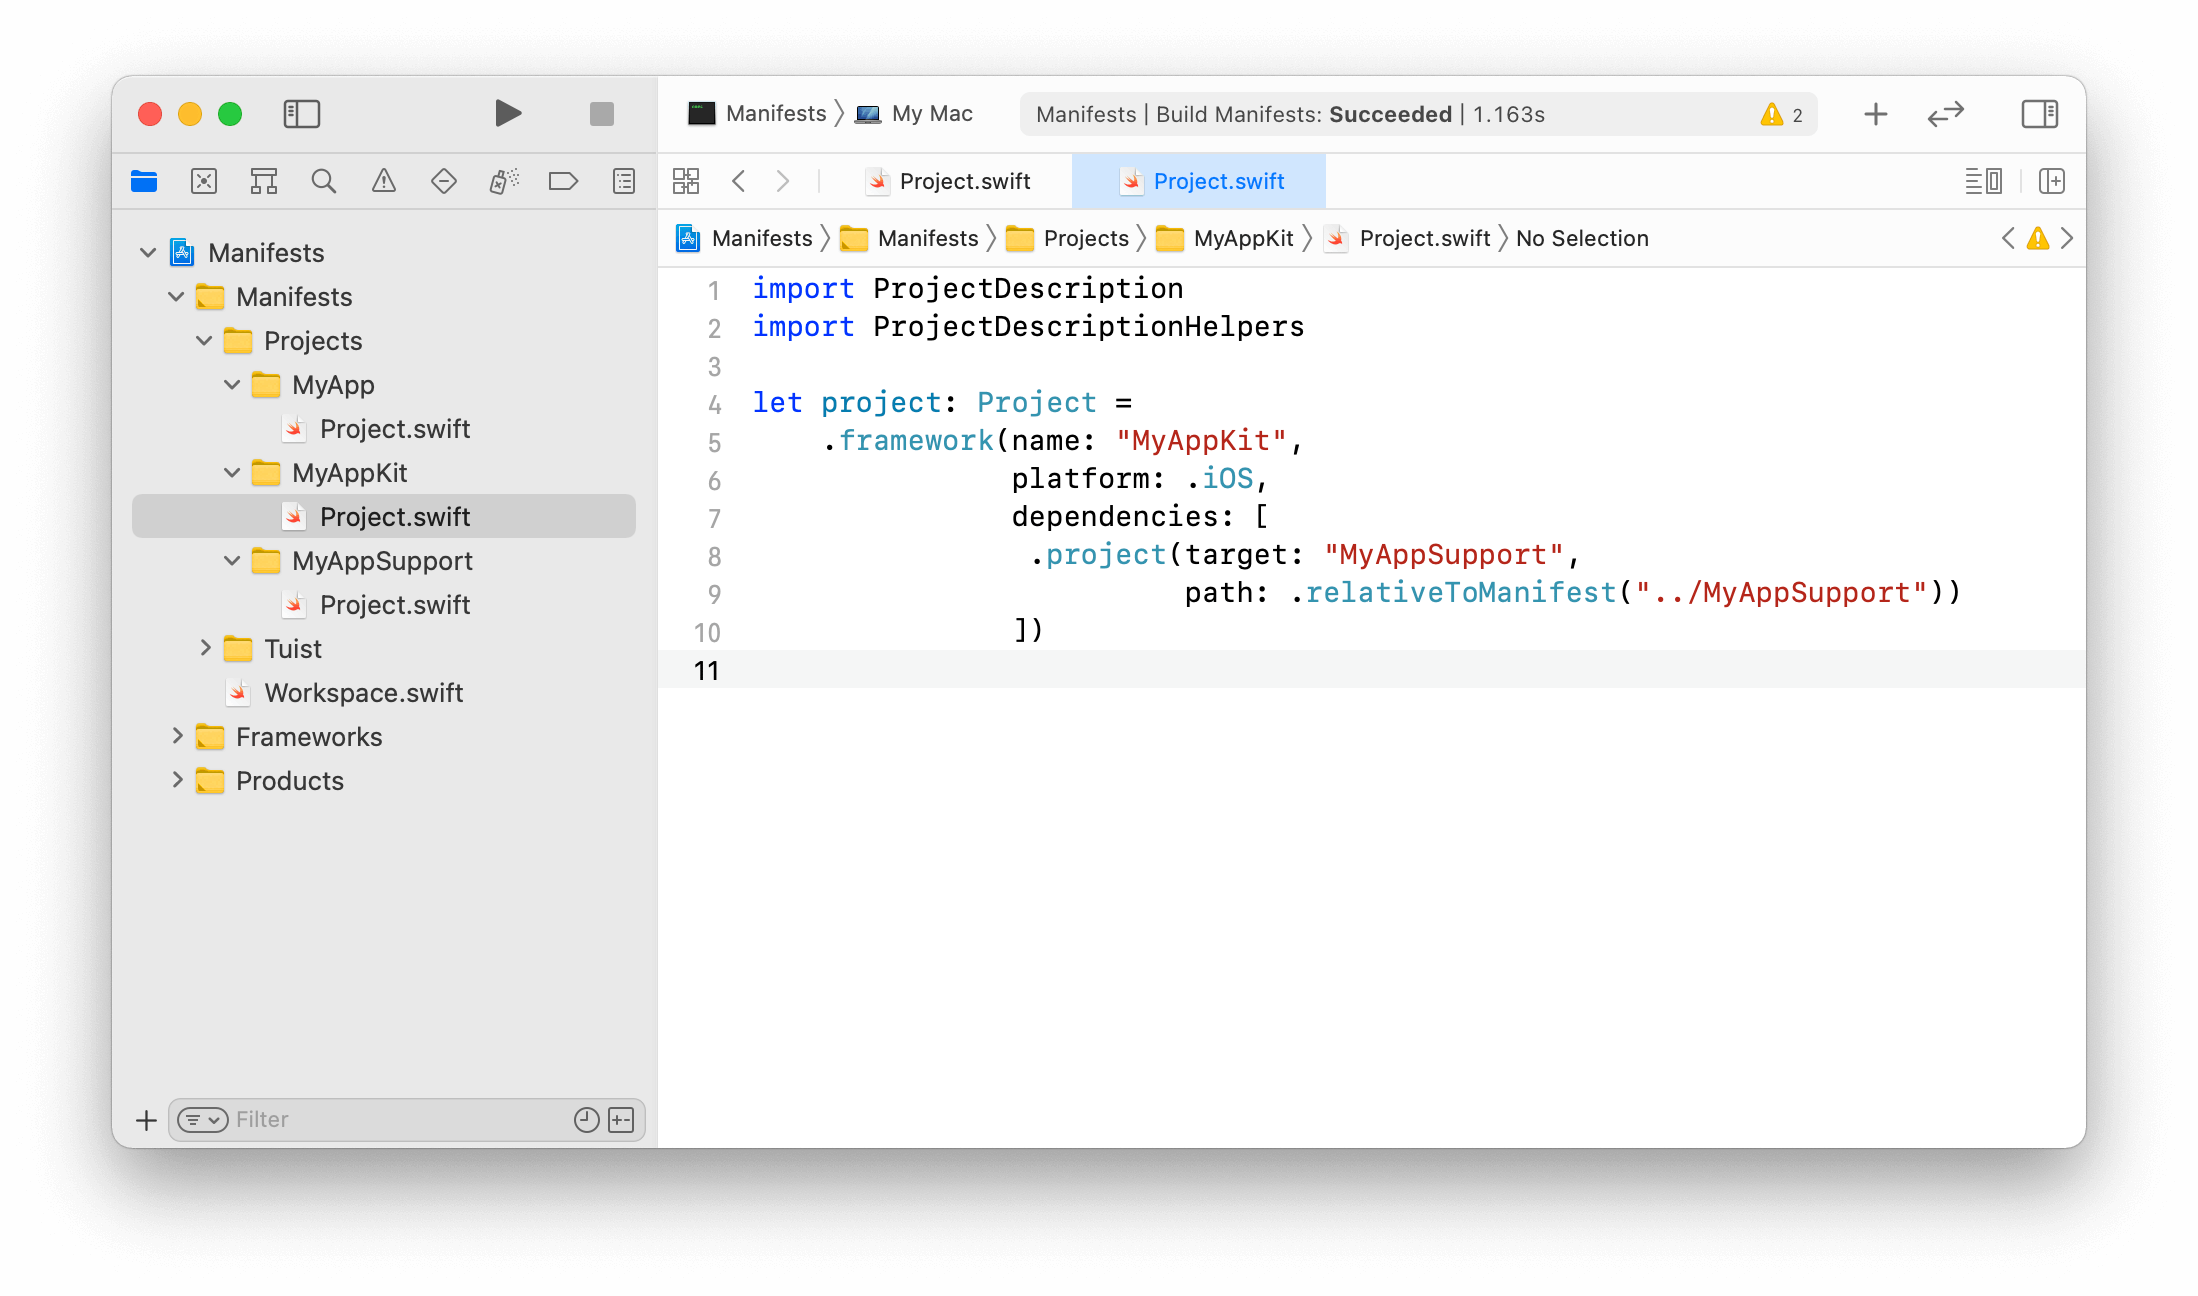 Manifests 〉 My Mac
Manifests | Build Manifests: Succeeded | 1.163s
2
Project.swift
Project.swift
Manifests 〉 Manifests 〉 Projects 〉 MyAppKit 〉 Project.swift 〉 No Selection
Manifests
Manifests
Projects
MyApp
Project.swift
MyAppKit
Project.swift
MyAppSupport
Project.swift
Tuist
Workspace.swift
Frameworks
Products
Filter
1 import ProjectDescription
2 import ProjectDescriptionHelpers
3
4 let project: Project =
5     .framework(name: "MyAppKit",
6                platform: .iOS,
7                dependencies: [
8                 .project(target: "MyAppSupport",
9                          path: .relativeToManifest("../MyAppSupport"))
10                ])
11